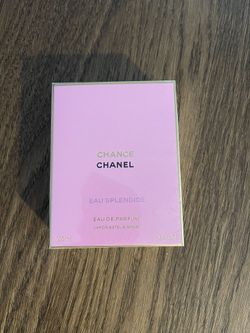 CHANCE
CHANEL
EAU SPLENDIDE
EAU DE PARFUM
VAPORISATEUR SPRAY